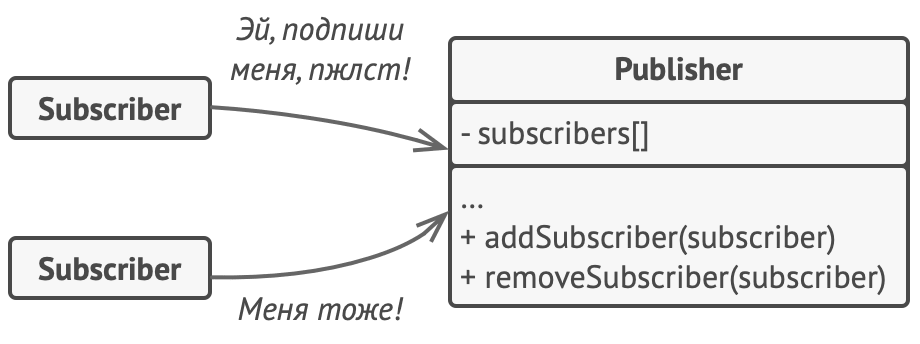 Эй, подпиши
меня, пжлст!
Subscriber
Subscriber
Меня тоже!
Publisher
- subscribers[]
...
+ addSubscriber(subscriber)
+ removeSubscriber(subscriber)